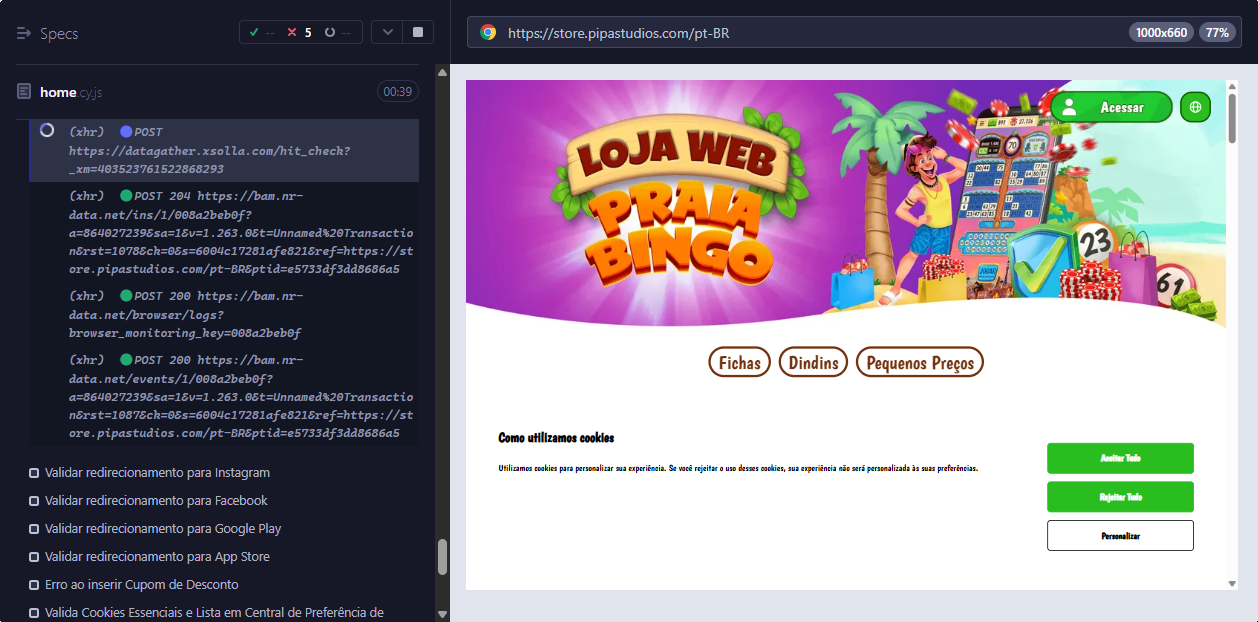 Specs
-- 5 --
https://store.pipastudios.com/pt-BR
1000x660
77%
home.cy.js
00:39
(xhr) POST
https://datagather.xsolla.com/hit_check?
_xm=403523761522868293
(xhr) POST 204 https://bam.nr-
data.net/ins/1/008a2beb0f?
a=864027239&sa=1&v=1.263.0&t=Unnamed%20Transactio
n&rst=1078&ck=0&s=6004c17281afe821&ref=https://st
ore.pipastudios.com/pt-BR&ptid=e5733df3dd8686a5
(xhr) POST 200 https://bam.nr-
data.net/browser/logs?
browser_monitoring_key=008a2beb0f
(xhr) POST 200 https://bam.nr-
data.net/events/1/008a2beb0f?
a=864027239&sa=1&v=1.263.0&t=Unnamed%20Transactio
n&rst=1087&ck=0&s=6004c17281afe821&ref=https://st
ore.pipastudios.com/pt-BR&ptid=e5733df3dd8686a5
Validar redirecionamento para Instagram
Validar redirecionamento para Facebook
Validar redirecionamento para Google Play
Validar redirecionamento para App Store
Erro ao inserir Cupom de Desconto
Valida Cookies Essenciais e Lista em Central de Preferência de
LOJA WEB
PRAIA
BINGO
Acessar
70
23
61
JOGAR
Fichas
Dindins
Pequenos Preços
Como utilizamos cookies
Utilizamos cookies para personalizar sua experiência. Se você rejeitar o uso desses cookies, sua experiência não será personalizada às suas preferências.
Aceitar Tudo
Rejeitar Tudo
Personalizar